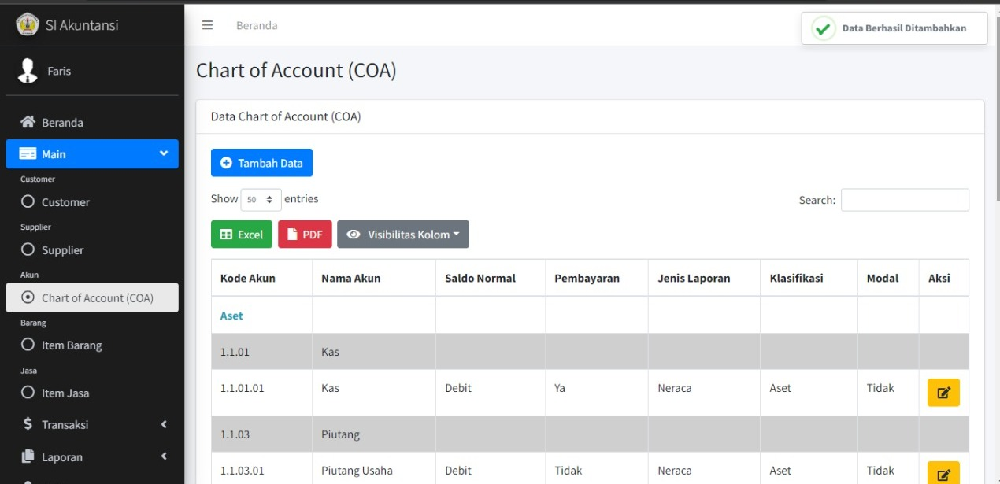 SI Akuntansi
Beranda
Data Berhasil Ditambahkan
Faris
Chart of Account (COA)
Beranda
Main
Customer
Customer
Supplier
Supplier
Akun
Chart of Account (COA)
Barang
Item Barang
Jasa
Item Jasa
Transaksi
Laporan
Data Chart of Account (COA)
Tambah Data
Show 50 entries
Search:
Excel PDF Visibilitas Kolom
Kode Akun Nama Akun Saldo Normal Pembayaran Jenis Laporan Klasifikasi Modal Aksi
Aset
1.1.01 Kas
1.1.01.01 Kas Debit Ya Neraca Aset Tidak
1.1.03 Piutang
1.1.03.01 Piutang Usaha Debit Tidak Neraca Aset Tidak